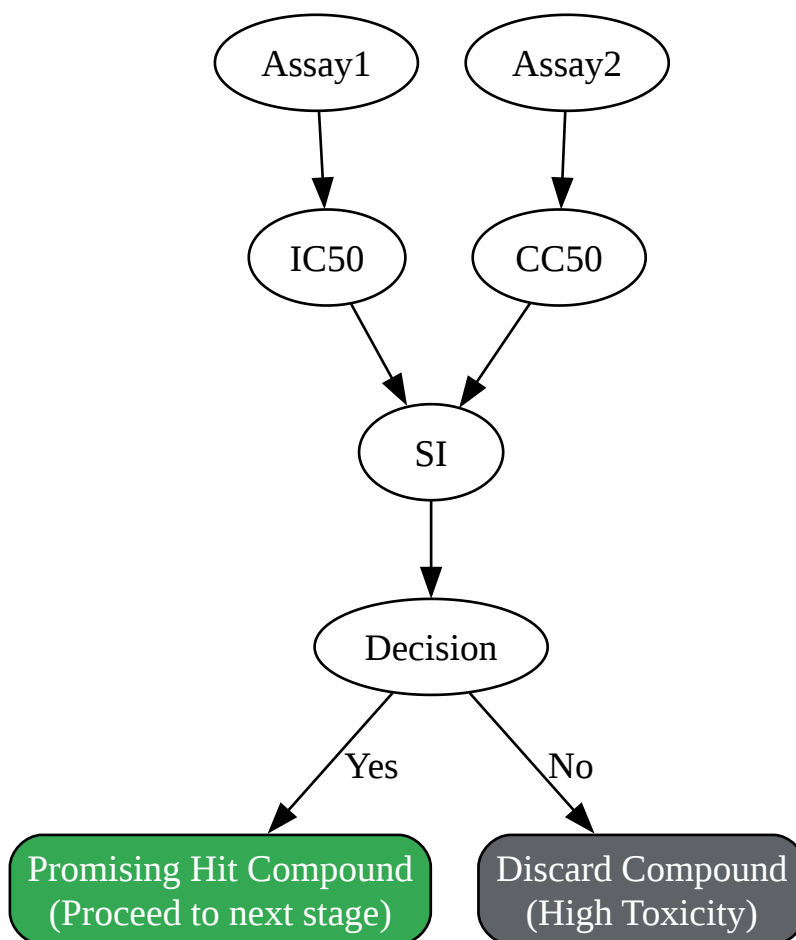 Assay1
Assay2
IC50
CC50
SI
Decision
Yes
No
Promising Hit Compound
(Proceed to next stage)
Discard Compound
(High Toxicity)